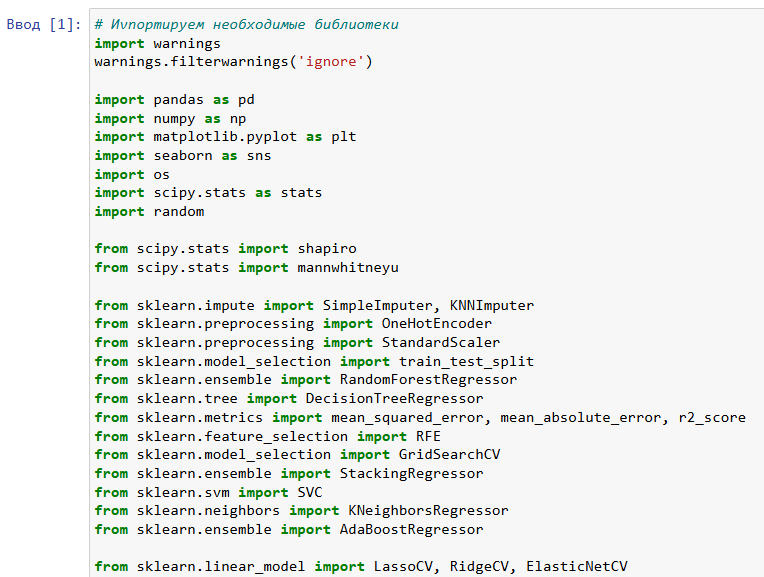 Ввод [1]: # Ипортируем необходимые библиотеки
import warnings
warnings.filterwarnings('ignore')
import pandas as pd
import numpy as np
import matplotlib.pyplot as plt
import seaborn as sns
import os
import scipy.stats as stats
import random
from scipy.stats import shapiro
from scipy.stats import mannwhitneyu
from sklearn.impute import SimpleImputer, KNNImputer
from sklearn.preprocessing import OneHotEncoder
from sklearn.preprocessing import StandardScaler
from sklearn.model_selection import train_test_split
from sklearn.ensemble import RandomForestRegressor
from sklearn.tree import DecisionTreeRegressor
from sklearn.metrics import mean_squared_error, mean_absolute_error, r2_score
from sklearn.feature_selection import RFE
from sklearn.model_selection import GridSearchCV
from sklearn.ensemble import StackingRegressor
from sklearn.svm import SVC
from sklearn.neighbors import KNeighborsRegressor
from sklearn.ensemble import AdaBoostRegressor
from sklearn.linear_model import LassoCV, RidgeCV, ElasticNetCV